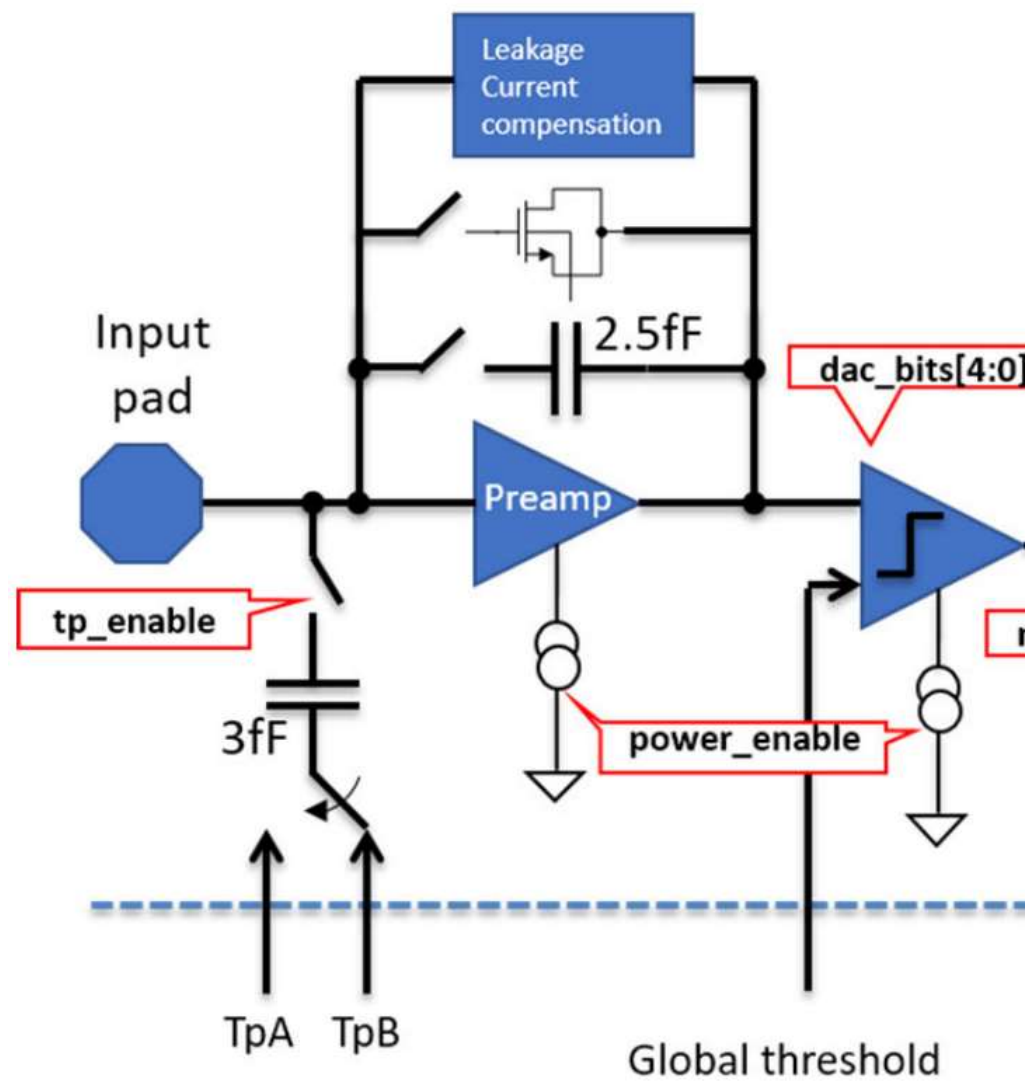 Leakage
Current
compensation
2.5fF
Input
pad
dac_bits[4:0]
Preamp
tp_enable
3fF
power_enable
TpA TpB
Global threshold